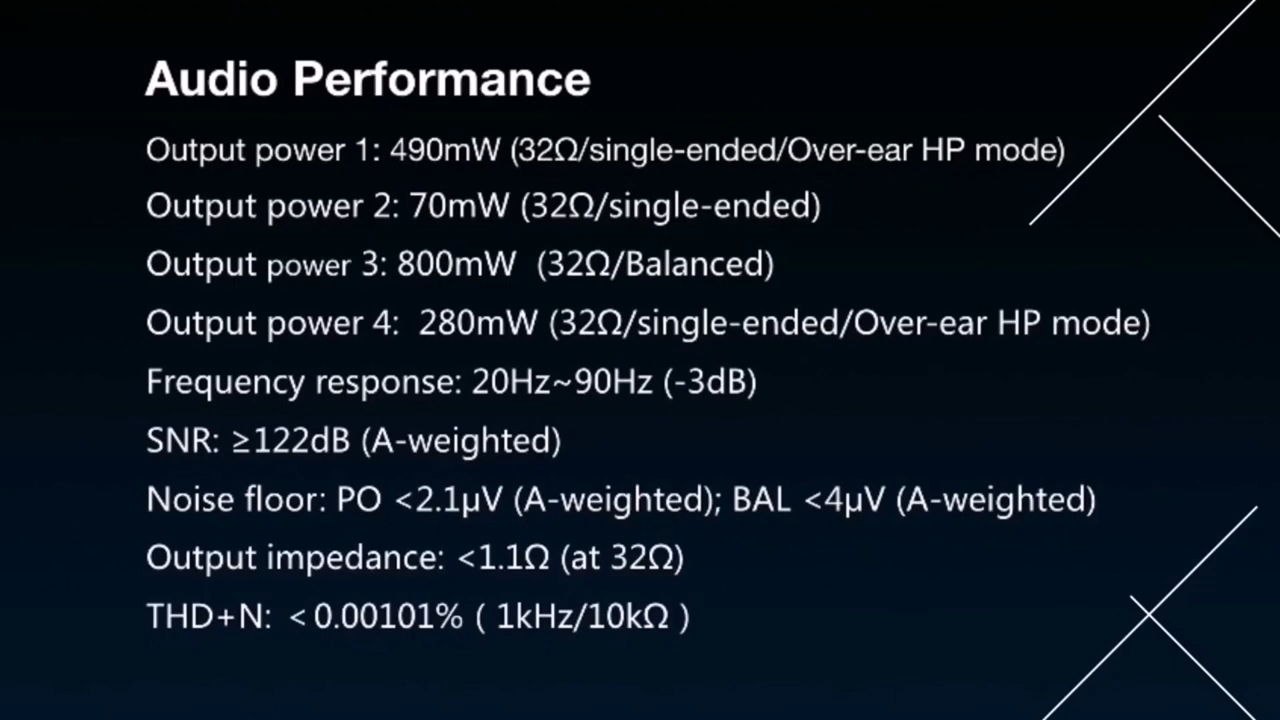 Audio Performance
Output power 1: 490mW (32Ω/single-ended/Over-ear HP mode)
Output power 2: 70mW (32Ω/single-ended)
Output power 3: 800mW (32Ω/Balanced)
Output power 4: 280mW (32Ω/single-ended/Over-ear HP mode)
Frequency response: 20Hz~90Hz (-3dB)
SNR: ≥122dB (A-weighted)
Noise floor: PO <2.1μV (A-weighted); BAL <4μV (A-weighted)
Output impedance: <1.1Ω (at 32Ω)
THD+N: < 0.00101% ( 1kHz/10kΩ )